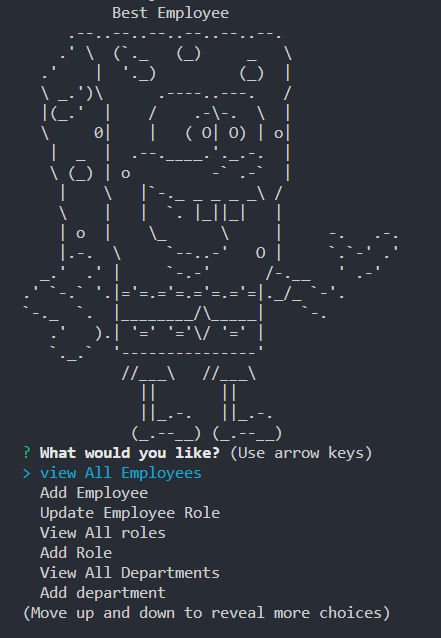 Best Employee
? What would you like? (Use arrow keys)
> view All Employees
Add Employee
Update Employee Role
View All roles
Add Role
View All Departments
Add department
(Move up and down to reveal more choices)